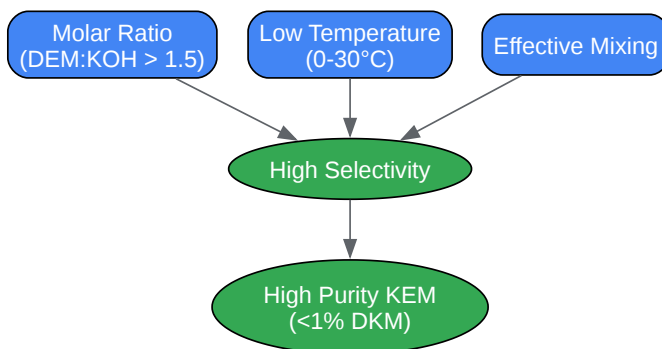 Molar Ratio
(DEM:KOH > 1.5)
Low Temperature
(0-30°C)
Effective Mixing
High Selectivity
High Purity KEM
(<1% DKM)